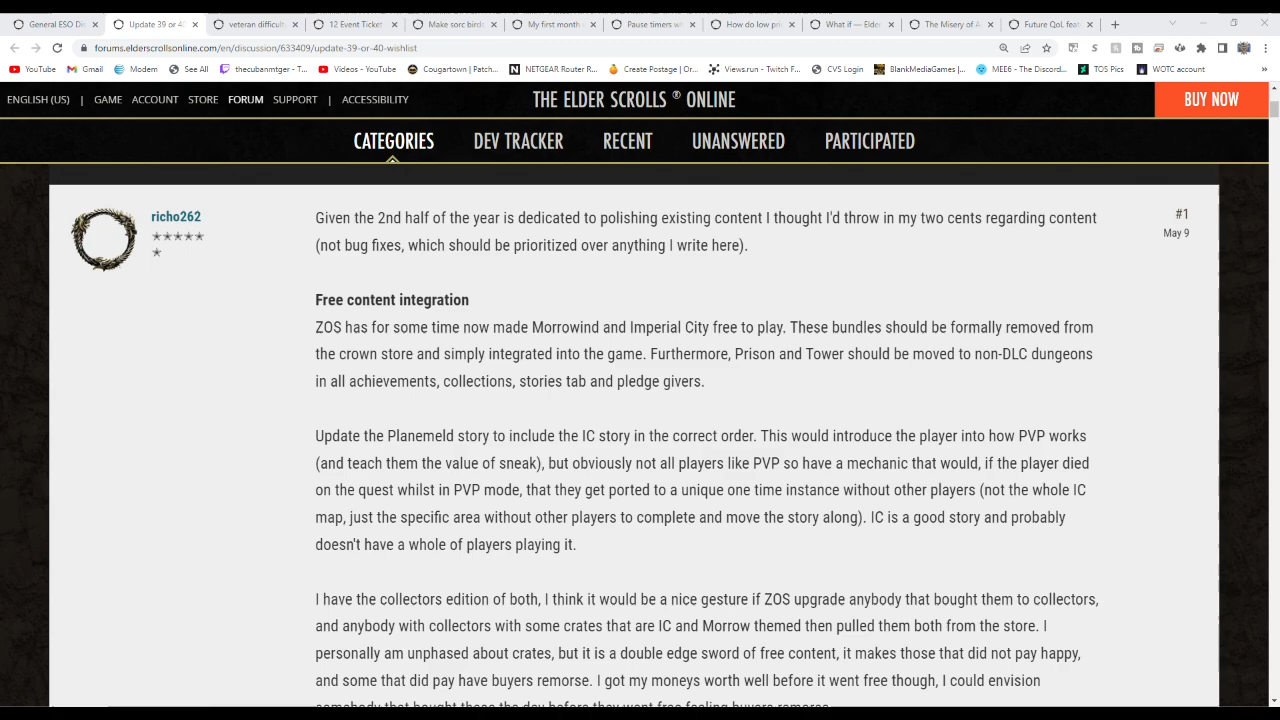 General ESO Di
Update 39 or 40
veteran difficult
12 Event Ticket
Make sorc birds
My first month
Pause timers wi
How do low pri
What if — Elder
The Misery of A
Future QoL feat
forums.elderscrollsonline.com/en/discussion/633409/update-39-or-40-wishlist
YouTube
Gmail
Modem
See All
thecubanmtger - T...
Videos - YouTube
Cougartown | Patch...
NETGEAR Router R...
Create Postage | Or...
Views.run - Twitch F...
CVS Login
BlankMediaGames |...
MEE6 - The Discord...
TOS Pics
WOTC account
ENGLISH (US) | GAME ACCOUNT STORE FORUM SUPPORT | ACCESSIBILITY
THE ELDER SCROLLS ® ONLINE
BUY NOW
CATEGORIES DEV TRACKER RECENT UNANSWERED PARTICIPATED
richo262
#1
May 9
Given the 2nd half of the year is dedicated to polishing existing content I thought I'd throw in my two cents regarding content
(not bug fixes, which should be prioritized over anything I write here).
Free content integration
ZOS has for some time now made Morrowind and Imperial City free to play. These bundles should be formally removed from
the crown store and simply integrated into the game. Furthermore, Prison and Tower should be moved to non-DLC dungeons
in all achievements, collections, stories tab and pledge givers.
Update the Planemeld story to include the IC story in the correct order. This would introduce the player into how PVP works
(and teach them the value of sneak), but obviously not all players like PVP so have a mechanic that would, if the player died
on the quest whilst in PVP mode, that they get ported to a unique one time instance without other players (not the whole IC
map, just the specific area without other players to complete and move the story along). IC is a good story and probably
doesn't have a whole of players playing it.
I have the collectors edition of both, I think it would be a nice gesture if ZOS upgrade anybody that bought them to collectors,
and anybody with collectors with some crates that are IC and Morrow themed then pulled them both from the store. I
personally am unphased about crates, but it is a double edge sword of free content, it makes those that did not pay happy,
and some that did pay have buyers remorse. I got my moneys worth well before it went free though, I could envision
somebody that bought these the day before they went free feeling buyers remorse